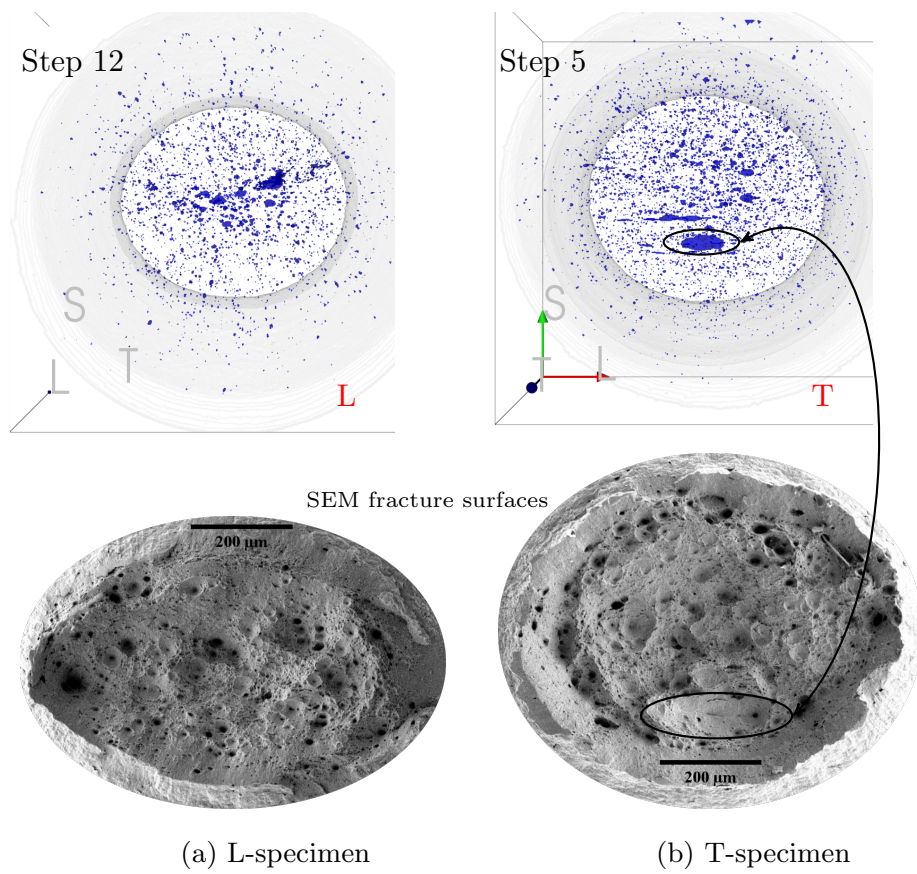 Step 12
Step 5
S
T
L
L
S
T
L
T
SEM fracture surfaces
200 µm
200 µm
(a) L-specimen
(b) T-specimen